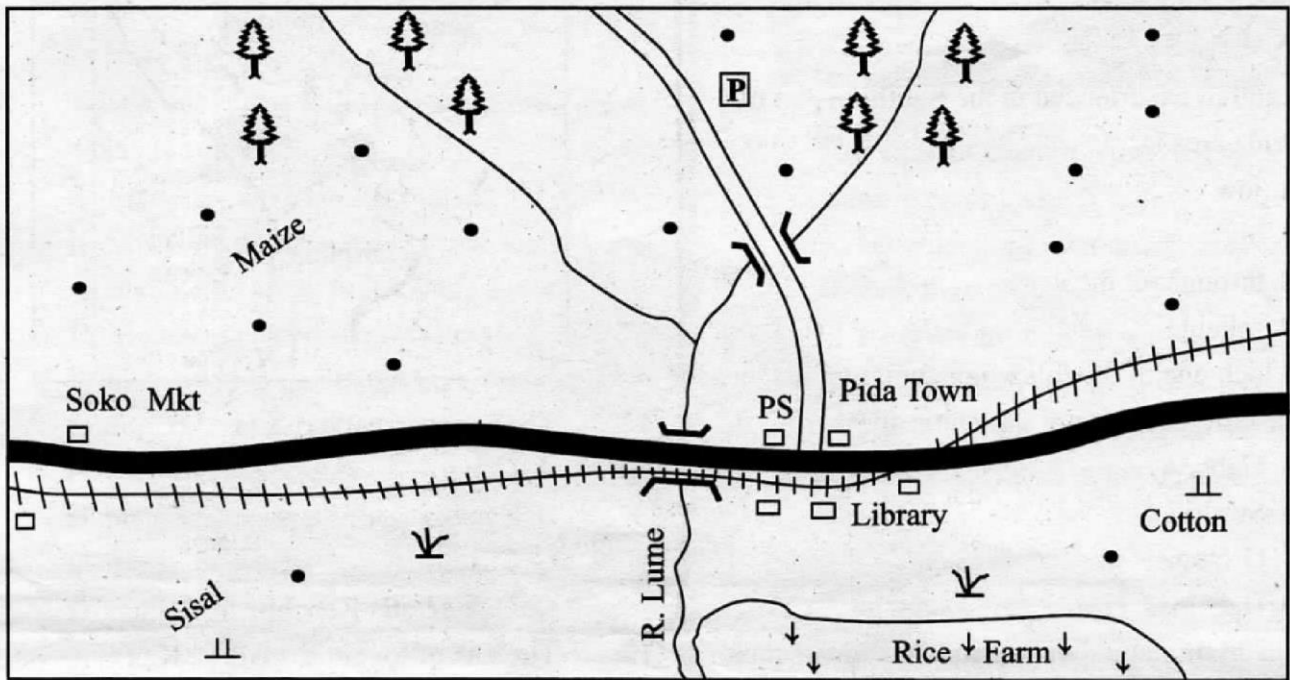 P
Maize
Soko Mkt
PS
Pida Town
Library
Cotton
R. Lume
Sisal
Rice Farm